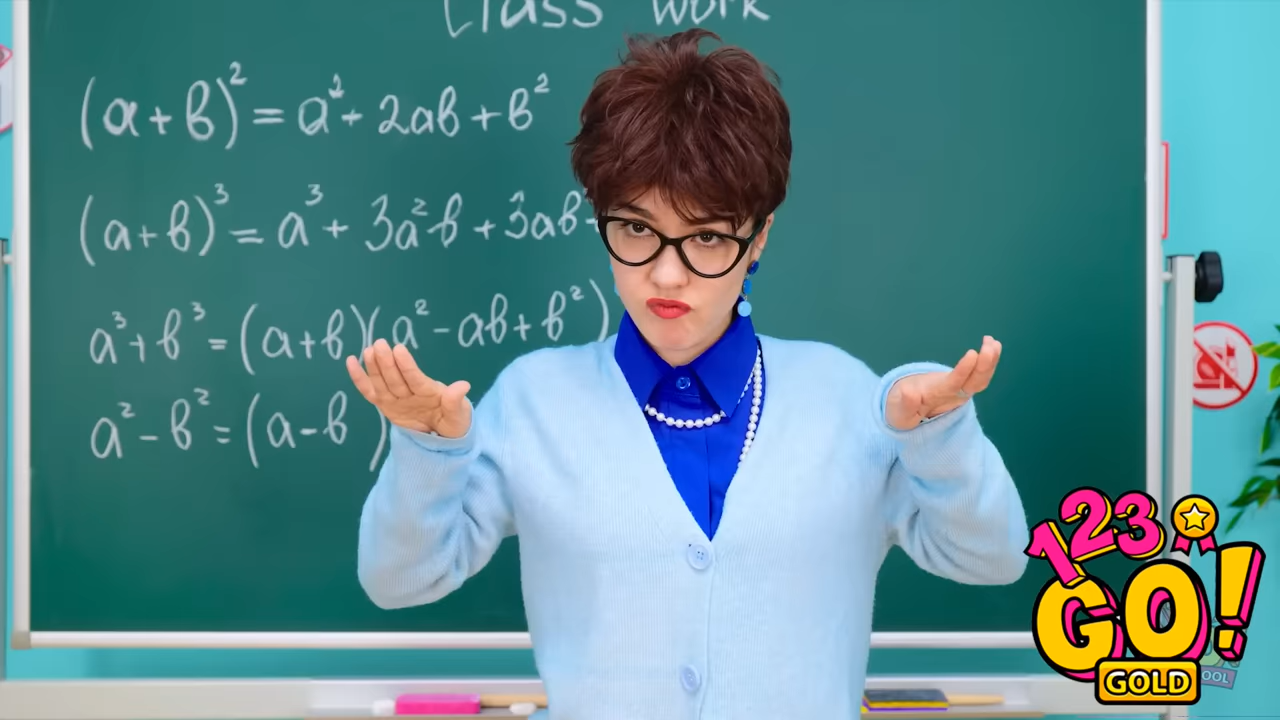 Class work
(a+b)² = a² + 2ab + b²
(a+b)³ = a³ + 3a²b + 3ab
a³+b³ = (a+b)(a² - ab + b²)
a² - b² = (a-b)
123
GO!
GOLD